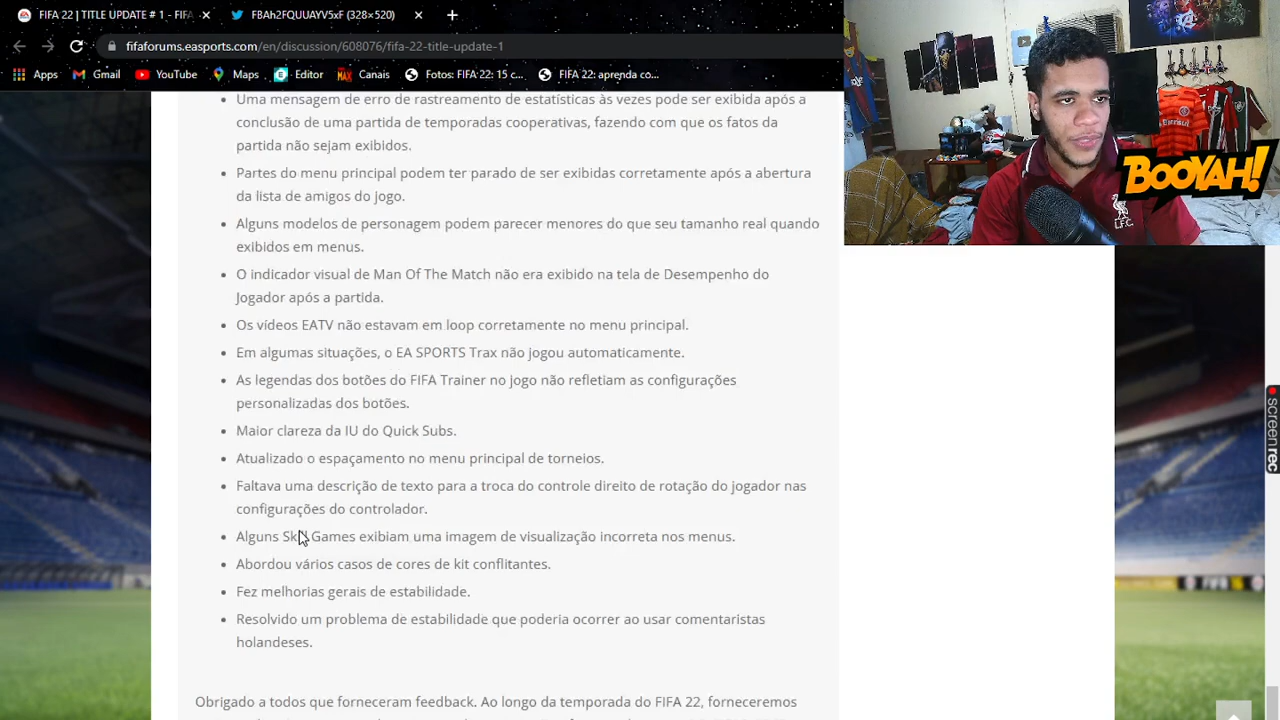 FIFA 22 | TITLE UPDATE # 1 - FIFA
FBAh2FQUUAYV5xF (328×520)
fifaforums.easports.com/en/discussion/608076/fifa-22-title-update-1
Apps
Gmail
YouTube
Maps
Editor
MAX
Canais
Fotos: FIFA 22: 15 c...
FIFA 22: aprenda co...
Uma mensagem de erro de rastreamento de estatísticas às vezes pode ser exibida após a
conclusão de uma partida de temporadas cooperativas, fazendo com que os fatos da
partida não sejam exibidos.
Partes do menu principal podem ter parado de ser exibidas corretamente após a abertura
da lista de amigos do jogo.
Alguns modelos de personagem podem parecer menores do que seu tamanho real quando
exibidos em menus.
O indicador visual de Man Of The Match não era exibido na tela de Desempenho do
Jogador após a partida.
Os vídeos EATV não estavam em loop corretamente no menu principal.
Em algumas situações, o EA SPORTS Trax não jogou automaticamente.
As legendas dos botões do FIFA Trainer no jogo não refletiam as configurações
personalizadas dos botões.
Maior clareza da IU do Quick Subs.
Atualizado o espaçamento no menu principal de torneios.
Faltava uma descrição de texto para a troca do controle direito de rotação do jogador nas
configurações do controlador.
Alguns Skill Games exibiam uma imagem de visualização incorreta nos menus.
Abordou vários casos de cores de kit conflitantes.
Fez melhorias gerais de estabilidade.
Resolvido um problema de estabilidade que poderia ocorrer ao usar comentaristas
holandeses.
Obrigado a todos que forneceram feedback. Ao longo da temporada do FIFA 22, forneceremos
BOOYAH!
L.F.C.
screenrec